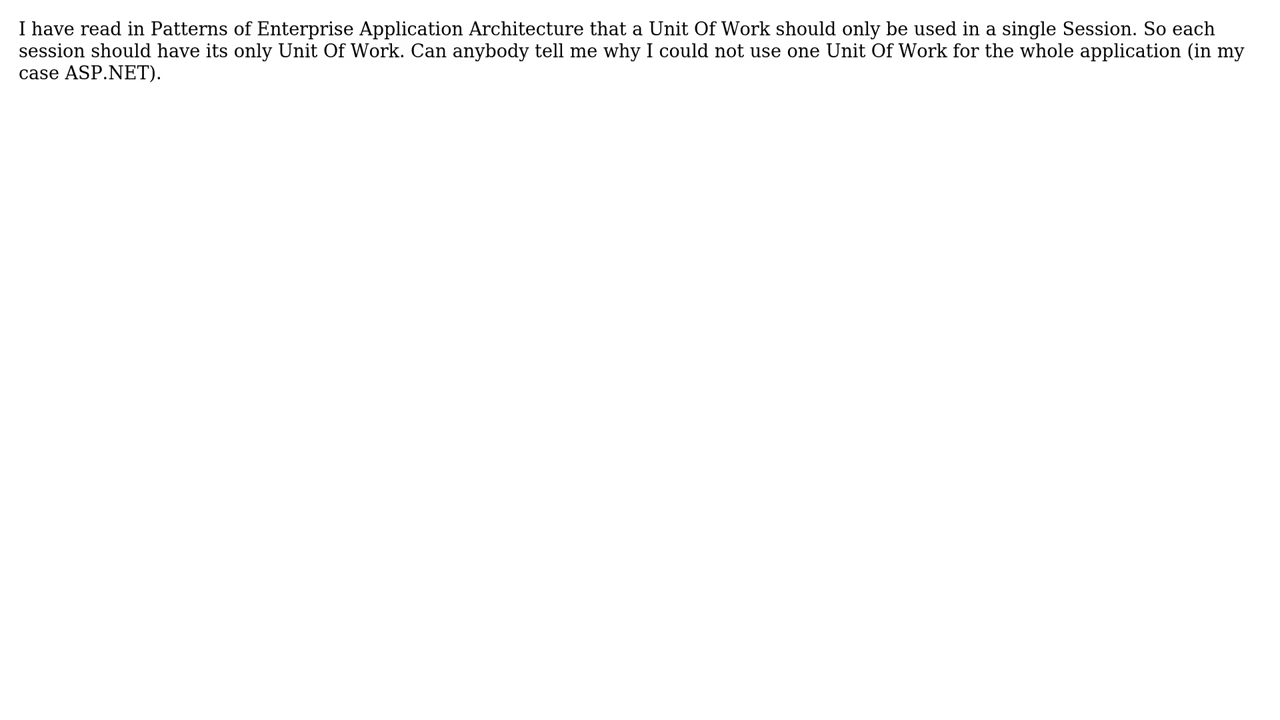 I have read in Patterns of Enterprise Application Architecture that a Unit Of Work should only be used in a single Session. So each
session should have its only Unit Of Work. Can anybody tell me why I could not use one Unit Of Work for the whole application (in my
case ASP.NET).